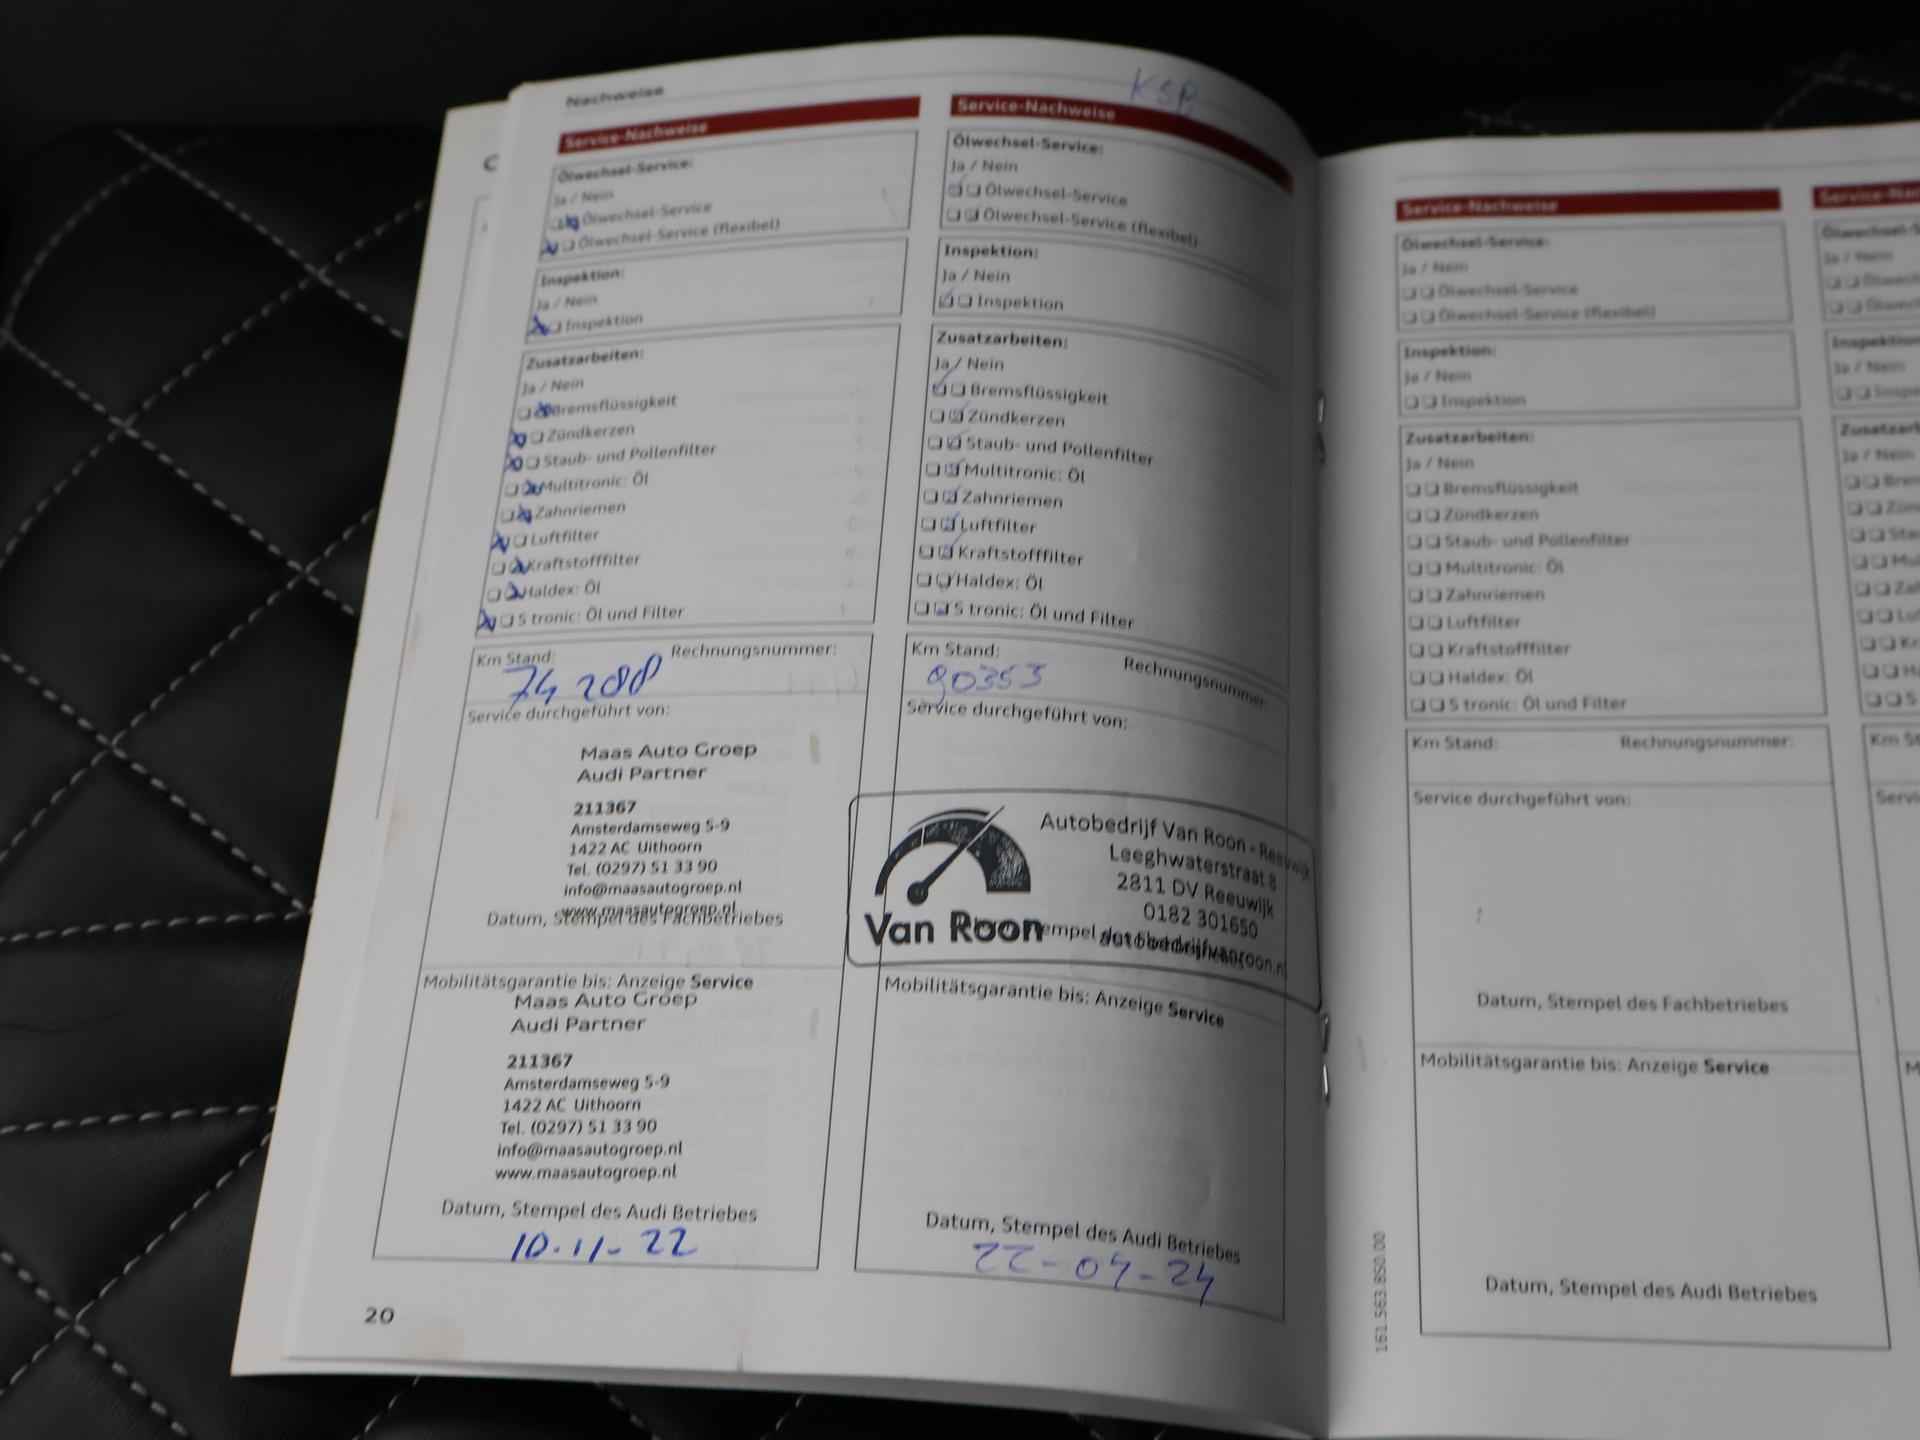 Nachweise
Service-Nachweise
Ölwechsel-Service:
Ja / Nein
Ölwechsel-Service
Ölwechsel-Service (flexibel)
Inspektion:
Ja / Nein
Inspektion
Zusatzarbeiten:
Ja / Nein
Bremsflüssigkeit
Zündkerzen
Staub- und Pollenfilter
Multitronic: Öl
Zahnriemen
Luftfilter
Kraftstofffilter
Haldex: Öl
S tronic: Öl und Filter
Km Stand: Rechnungsnummer:
74 288
Service durchgeführt von:
Maas Auto Groep
Audi Partner
211367
Amsterdamseweg 5-9
1422 AC Uithoorn
Tel. (0297) 51 33 90
info@maasautogroep.nl
www.maasautogroep.nl
Datum, Stempel des Fachbetriebes
Mobilitätsgarantie bis: Anzeige Service
Maas Auto Groep
Audi Partner
211367
Amsterdamseweg 5-9
1422 AC Uithoorn
Tel. (0297) 51 33 90
info@maasautogroep.nl
www.maasautogroep.nl
Datum, Stempel des Audi Betriebes
10-11-22
20
Service-Nachweise
Ölwechsel-Service:
Ja / Nein
Ölwechsel-Service
Ölwechsel-Service (flexibel)
Inspektion:
Ja / Nein
Inspektion
Zusatzarbeiten:
Ja / Nein
Bremsflüssigkeit
Zündkerzen
Staub- und Pollenfilter
Multitronic: Öl
Zahnriemen
Luftfilter
Kraftstofffilter
Haldex: Öl
S tronic: Öl und Filter
Km Stand: Rechnungsnummer:
90353
Service durchgeführt von:
Autobedrijf Van Roon - Reeuwijk
Leeghwaterstraat 8
2811 DV Reeuwijk
0182 301650
autobedrijfvanroon.nl
Van Roon
Mobilitätsgarantie bis: Anzeige Service
Datum, Stempel des Audi Betriebes
22-04-24
Service-Nachweise
Ölwechsel-Service:
Ja / Nein
Ölwechsel-Service
Ölwechsel-Service (flexibel)
Inspektion:
Ja / Nein
Inspektion
Zusatzarbeiten:
Ja / Nein
Bremsflüssigkeit
Zündkerzen
Staub- und Pollenfilter
Multitronic: Öl
Zahnriemen
Luftfilter
Kraftstofffilter
Haldex: Öl
S tronic: Öl und Filter
Km Stand: Rechnungsnummer:
Service durchgeführt von:
Datum, Stempel des Fachbetriebes
Mobilitätsgarantie bis: Anzeige Service
Datum, Stempel des Audi Betriebes
161.563.850.00